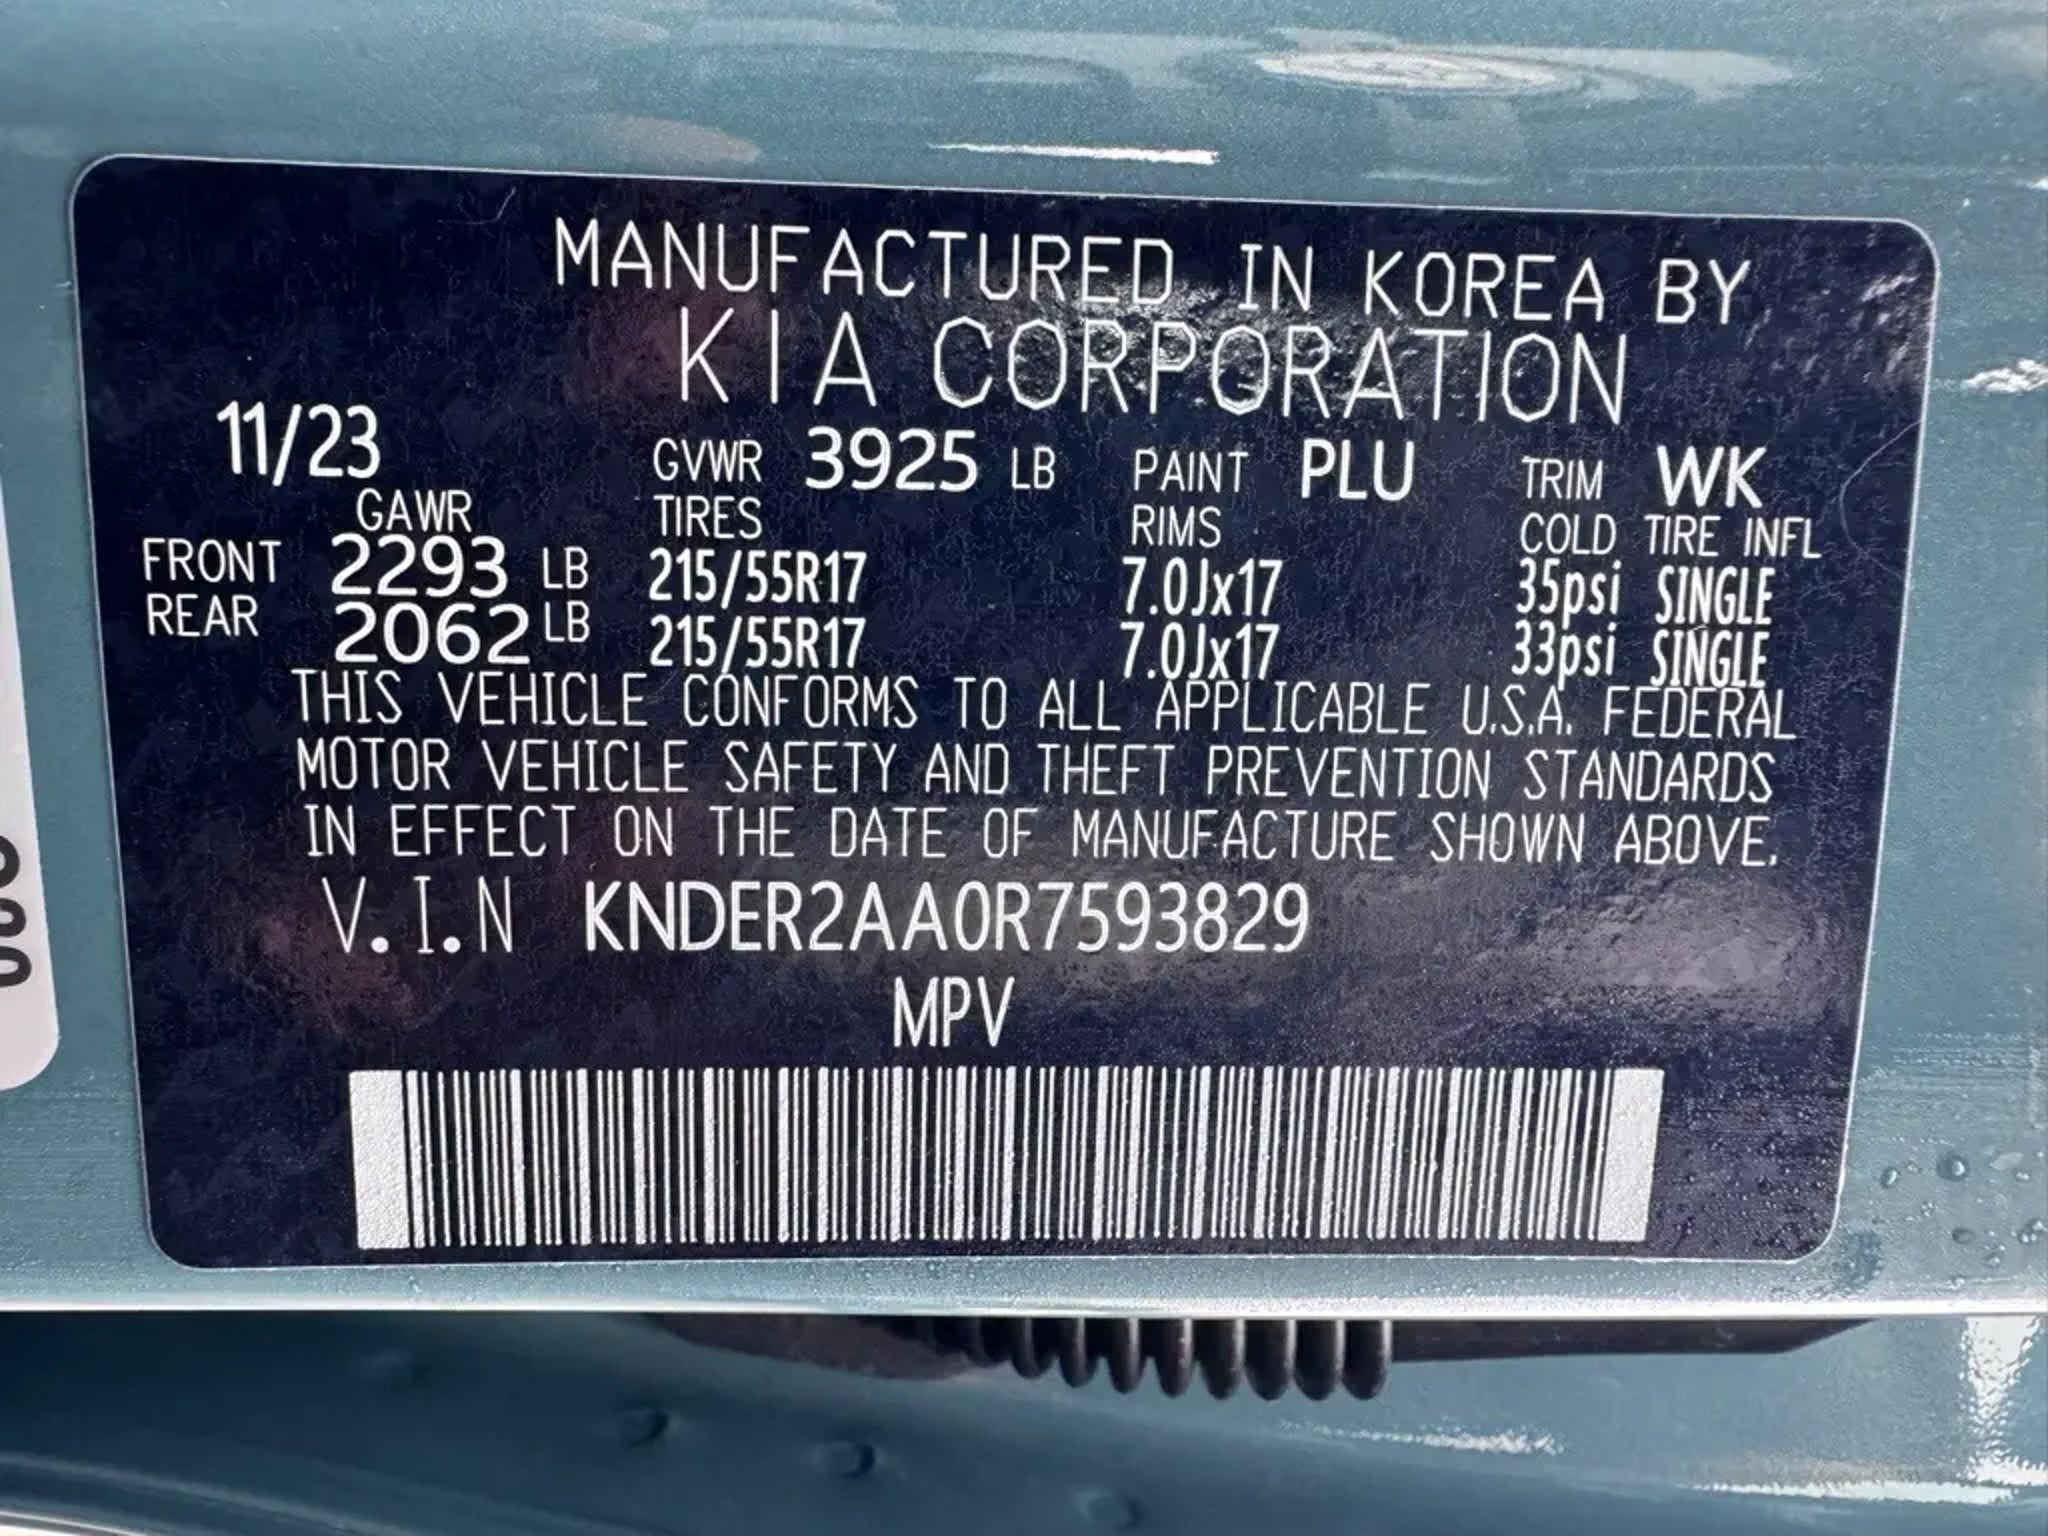 MANUFACTURED IN KOREA BY
KIA CORPORATION
11/23 GVWR 3925 LB PAINT PLU TRIM WK
GAWR TIRES RIMS COLD TIRE INFL
FRONT 2293 LB 215/55R17 7.0Jx17 35psi SINGLE
REAR 2062 LB 215/55R17 7.0Jx17 33psi SINGLE
THIS VEHICLE CONFORMS TO ALL APPLICABLE U.S.A. FEDERAL
MOTOR VEHICLE SAFETY AND THEFT PREVENTION STANDARDS
IN EFFECT ON THE DATE OF MANUFACTURE SHOWN ABOVE.
V.I.N KNDER2AA0R7593829
MPV